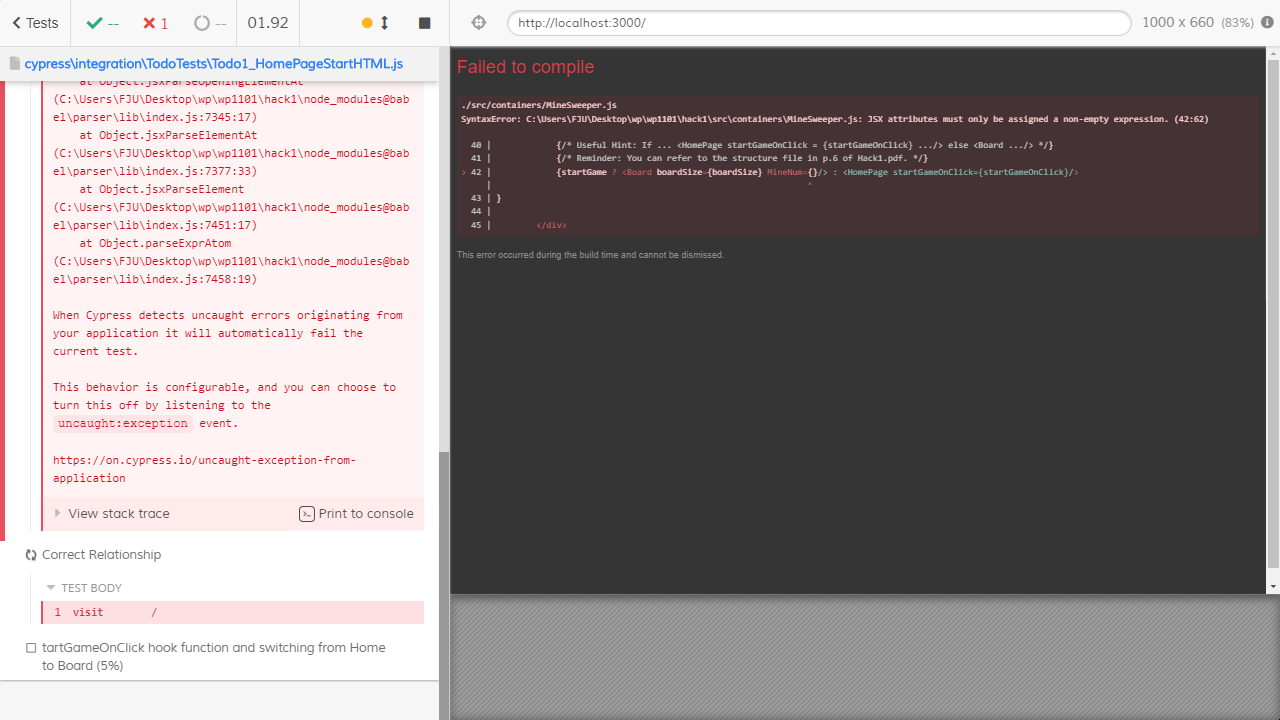 Tests
--
1
--
01.92
http://localhost:3000/
1000 x 660 (83%)
cypress\integration\TodoTests\Todo1_HomePageStartHTML.js
at Object.jsxParseOpeningElementAt
(C:\Users\FJU\Desktop\wp\wp1101\hack1\node_modules@bab
el\parser\lib\index.js:7345:17)
at Object.jsxParseElementAt
(C:\Users\FJU\Desktop\wp\wp1101\hack1\node_modules@bab
el\parser\lib\index.js:7377:33)
at Object.jsxParseElement
(C:\Users\FJU\Desktop\wp\wp1101\hack1\node_modules@bab
el\parser\lib\index.js:7451:17)
at Object.parseExprAtom
(C:\Users\FJU\Desktop\wp\wp1101\hack1\node_modules@bab
el\parser\lib\index.js:7458:19)
When Cypress detects uncaught errors originating from
your application it will automatically fail the
current test.
This behavior is configurable, and you can choose to
turn this off by listening to the
uncaught:exception event.
https://on.cypress.io/uncaught-exception-from-
application
View stack trace
Print to console
Correct Relationship
TEST BODY
1 visit /
tartGameOnClick hook function and switching from Home
to Board (5%)
Failed to compile
./src/containers/MineSweeper.js
SyntaxError: C:\Users\FJU\Desktop\wp\wp1101\hack1\src\containers\MineSweeper.js: JSX attributes must only be assigned a non-empty expression. (42:62)
40 | {/* Useful Hint: If ... <HomePage startGameOnClick = {startGameOnClick} .../> else <Board .../> */}
41 | {/* Reminder: You can refer to the structure file in p.6 of Hack1.pdf. */}
> 42 | {startGame ? <Board boardSize={boardSize} MineNum={}/> : <HomePage startGameOnClick={startGameOnClick}/>
| ^
43 | }
44 |
45 | </div>
This error occurred during the build time and cannot be dismissed.